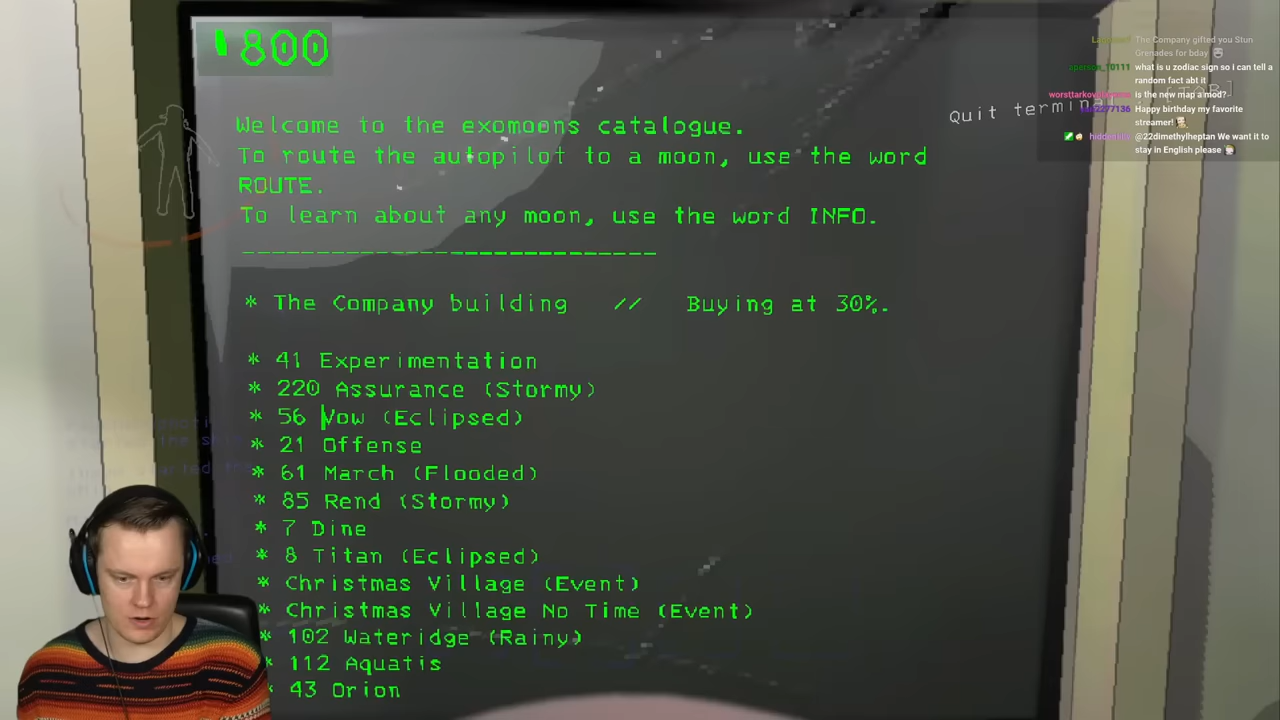 800
Welcome to the exomoons catalogue.
To route the autopilot to a moon, use the word
ROUTE.
To learn about any moon, use the word INFO.
* The Company building // Buying at 30%.
* 41 Experimentation
* 220 Assurance (Stormy)
* 56 Vow (Eclipsed)
* 21 Offense
* 61 March (Flooded)
* 85 Rend (Stormy)
* 7 Dine
* 8 Titan (Eclipsed)
* Christmas Village (Event)
* Christmas Village No Time (Event)
* 102 Wateridge (Rainy)
* 112 Aquatis
* 43 Orion
Quit terminal
The Company gifted you Stun
Grenades for bday
what is u zodiac sign so i can tell a
random fact abt it
is the new map a mod?
Happy birthday my favorite
streamer!
@22dimethylheptan We want it to
stay in English please